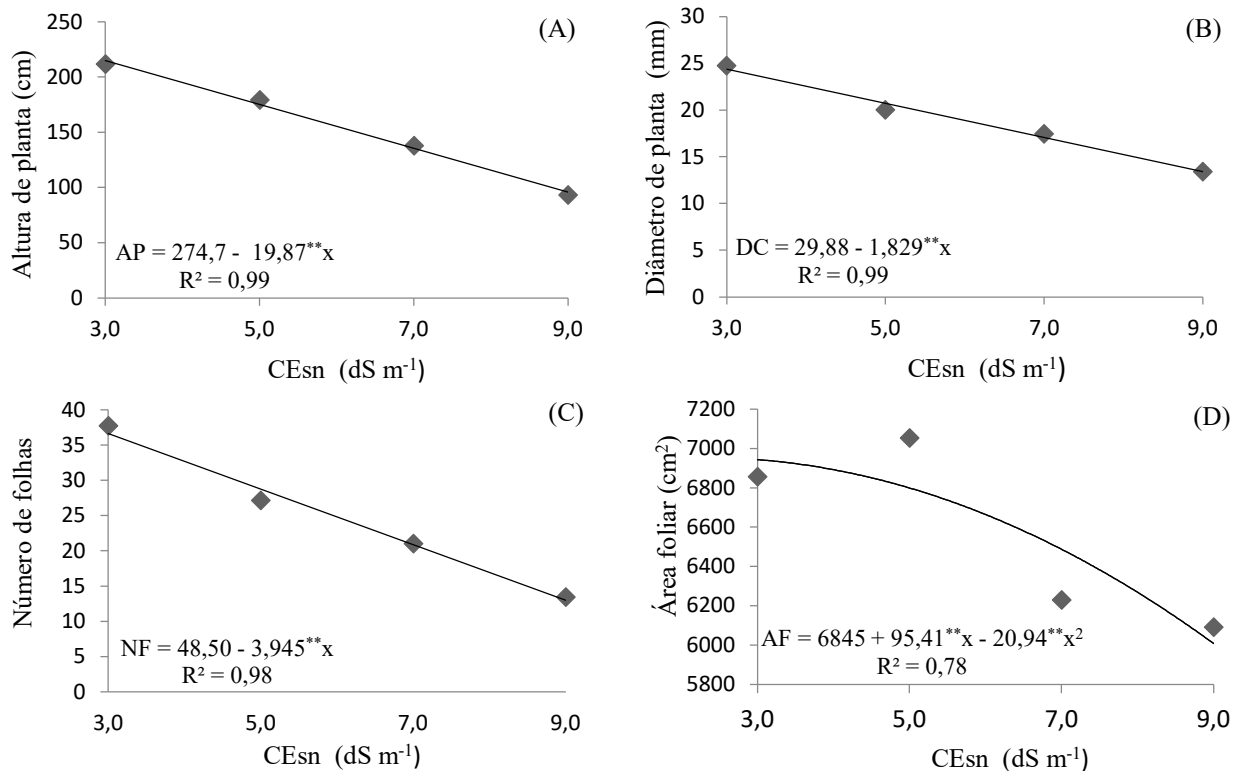 (A)
Altura de planta (cm)
250
200
150
100
50
0
AP = 274,7 - 19,87**x
R² = 0,99
3,0 5,0 7,0 9,0
CEsn (dS m⁻¹)
(B)
Diâmetro de planta (mm)
30
25
20
15
10
5
0
DC = 29,88 - 1,829**x
R² = 0,99
3,0 5,0 7,0 9,0
CEsn (dS m⁻¹)
(C)
Número de folhas
40
35
30
25
20
15
10
5
0
NF = 48,50 - 3,945**x
R² = 0,98
3,0 5,0 7,0 9,0
CEsn (dS m⁻¹)
(D)
Área foliar (cm²)
7200
7000
6800
6600
6400
6200
6000
5800
AF = 6845 + 95,41**x - 20,94**x²
R² = 0,78
3,0 5,0 7,0 9,0
CEsn (dS m⁻¹)